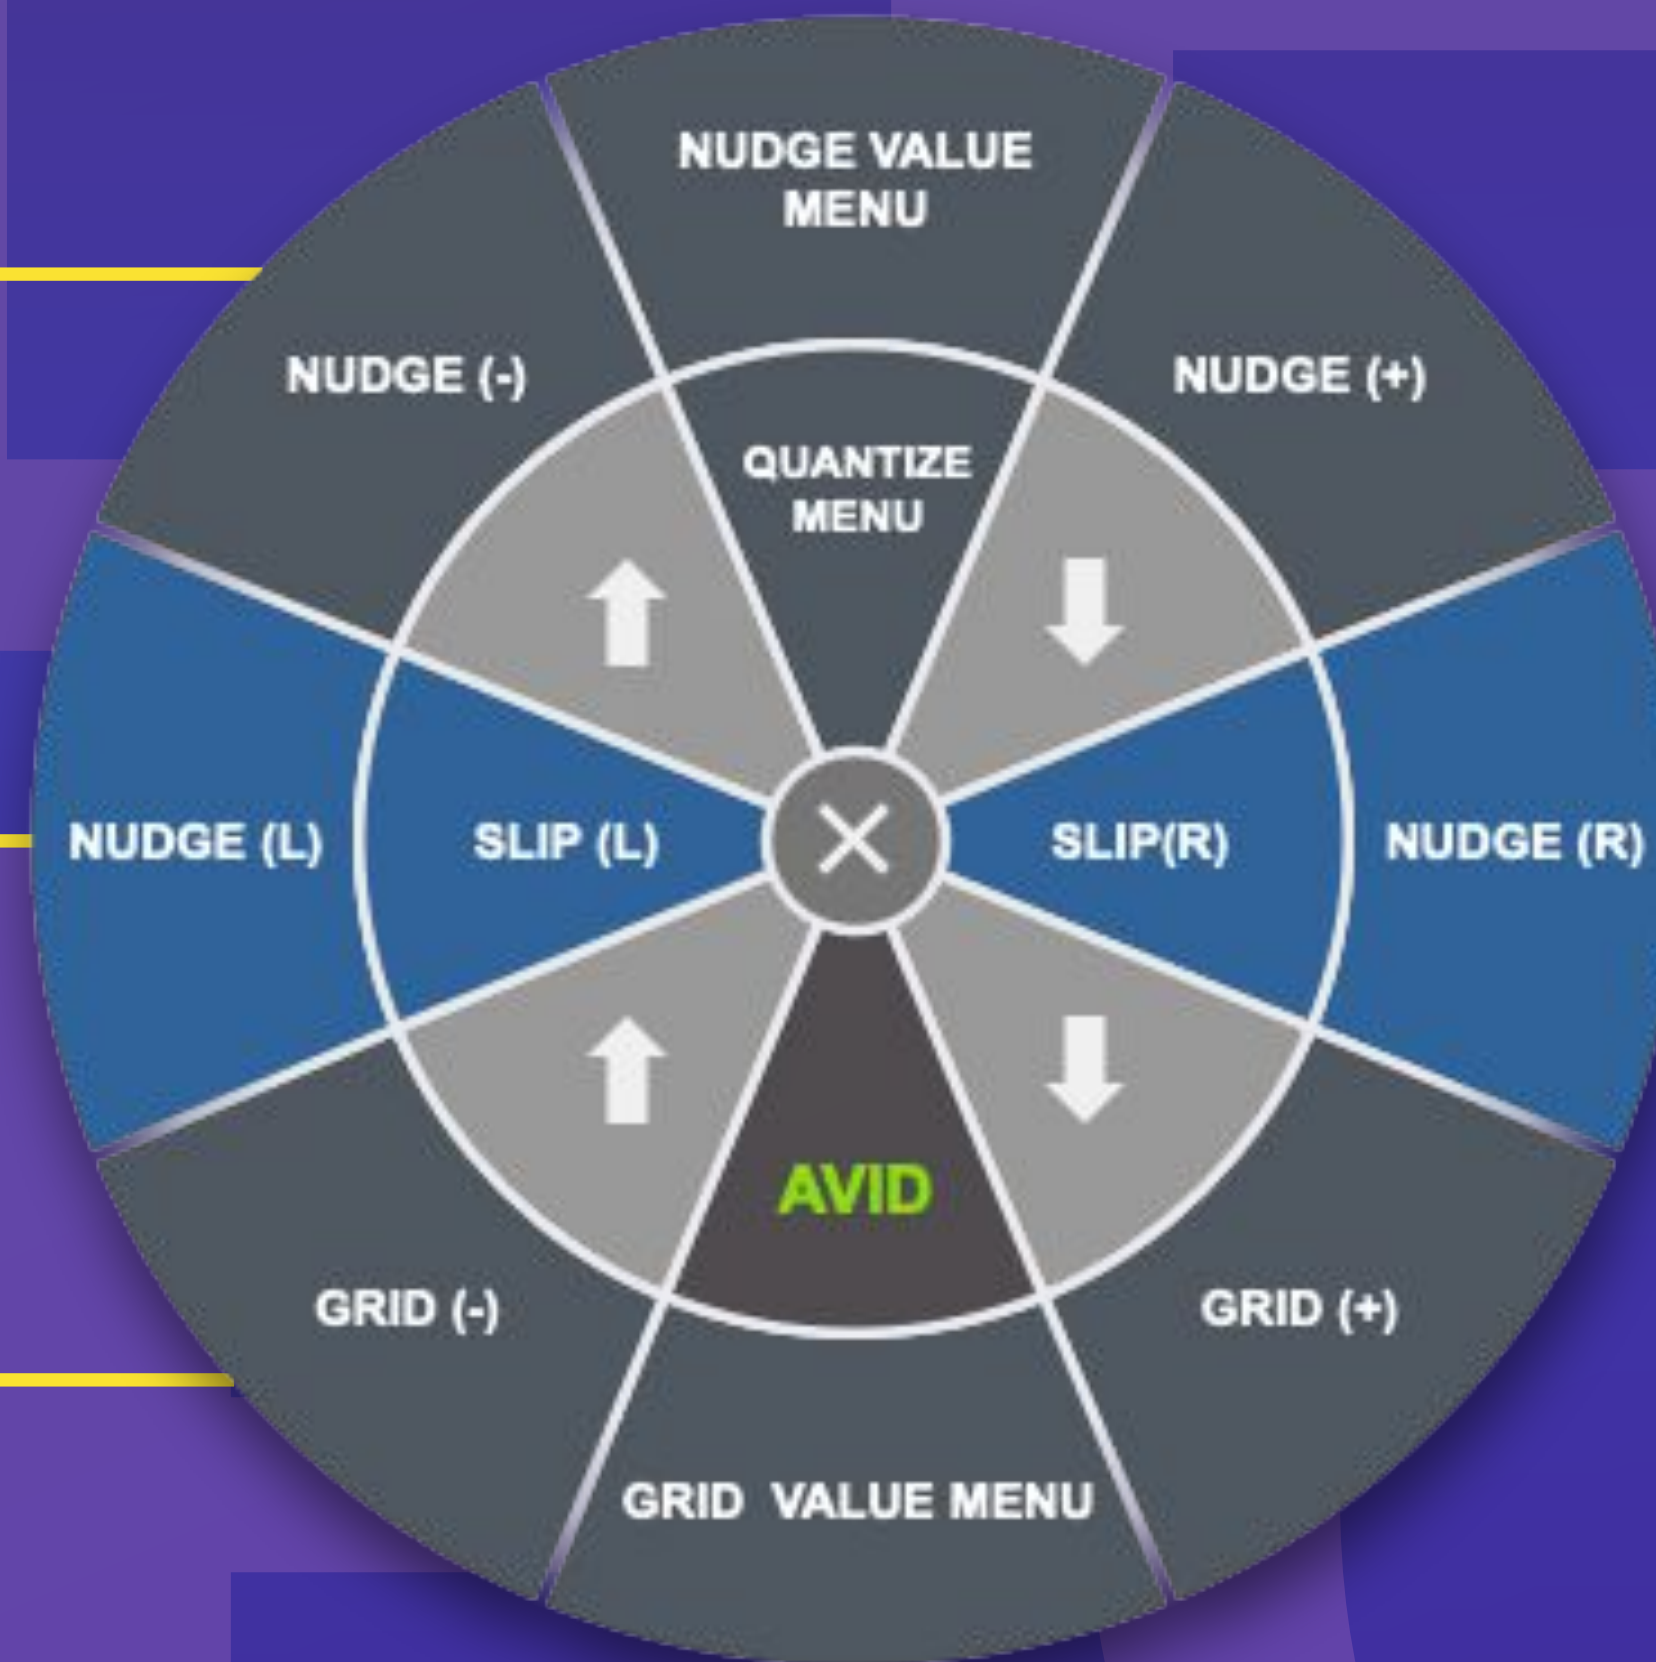 NUDGE VALUE
MENU
NUDGE (-)
NUDGE (+)
QUANTIZE
MENU
NUDGE (L)
SLIP (L)
SLIP(R)
NUDGE (R)
AVID
GRID (-)
GRID (+)
GRID  VALUE MENU